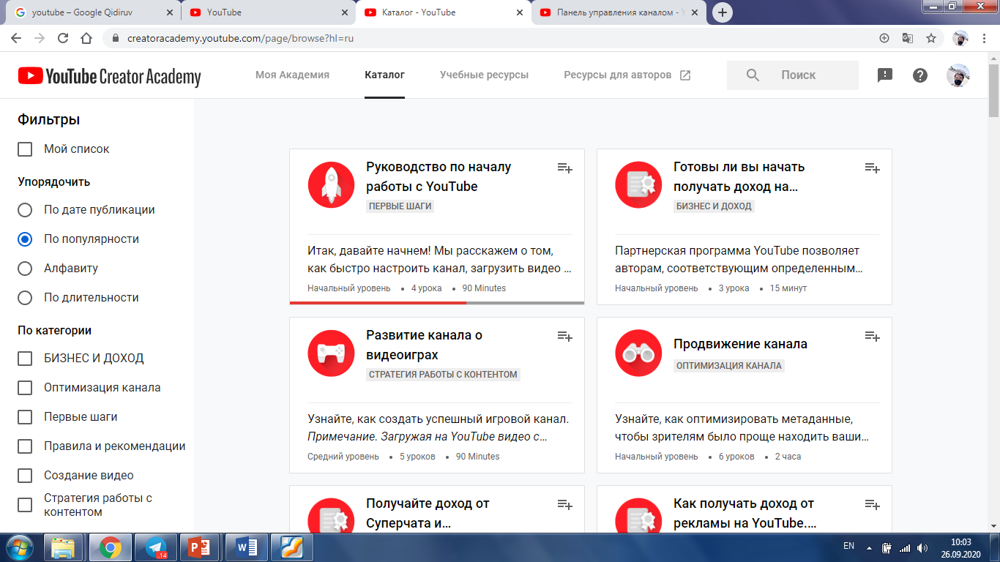 youtube – Google Qidiruv
YouTube
Каталог - YouTube
Панель управления каналом -
creatoracademy.youtube.com/page/browse?hl=ru
YouTube Creator Academy
Моя Академия
Каталог
Учебные ресурсы
Ресурсы для авторов
Поиск
Фильтры
Мой список
Упорядочить
По дате публикации
По популярности
Алфавиту
По длительности
По категории
БИЗНЕС И ДОХОД
Оптимизация канала
Первые шаги
Правила и рекомендации
Создание видео
Стратегия работы с
контентом
Руководство по началу
работы с YouTube
ПЕРВЫЕ ШАГИ
Итак, давайте начнем! Мы расскажем о том,
как быстро настроить канал, загрузить видео ...
Начальный уровень • 4 урока • 90 Minutes
Готовы ли вы начать
получать доход на...
БИЗНЕС И ДОХОД
Партнерская программа YouTube позволяет
авторам, соответствующим определенным...
Начальный уровень • 3 урока • 15 минут
Развитие канала о
видеоиграх
СТРАТЕГИЯ РАБОТЫ С КОНТЕНТОМ
Узнайте, как создать успешный игровой канал.
Примечание. Загружая на YouTube видео с...
Средний уровень • 5 уроков • 90 Minutes
Продвижение канала
ОПТИМИЗАЦИЯ КАНАЛА
Узнайте, как оптимизировать метаданные,
чтобы зрителям было проще находить ваши...
Начальный уровень • 6 уроков • 2 часа
Получайте доход от
Суперчата и...
Как получать доход от
рекламы на YouTube....
..14
EN
10:03
26.09.2020